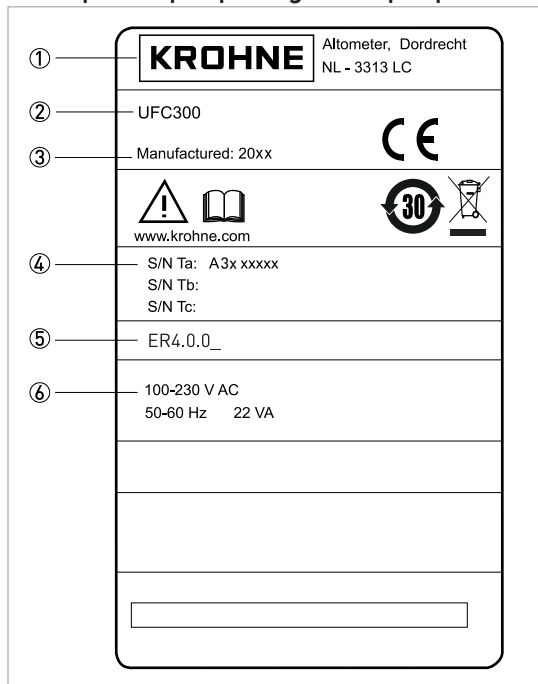 ① KROHNE Altometer, Dordrecht
NL - 3313 LC
② UFC300
③ Manufactured: 20xx
CE
30
www.krohne.com
④ S/N Ta: A3x xxxxx
S/N Tb:
S/N Tc:
⑤ ER4.0.0_
⑥ 100-230 V AC
50-60 Hz 22 VA